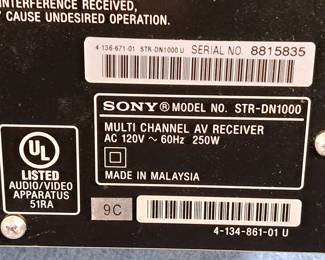 INTERFERENCE RECEIVED,
CAUSE UNDESIRED OPERATION.
4-136-671-01 STR-DN1000 U SERIAL NO. 8815835
SONY® MODEL NO. STR-DN1000
MULTI CHANNEL AV RECEIVER
AC 120V ~ 60Hz 250W
MADE IN MALAYSIA
UL
®
LISTED
AUDIO/VIDEO
APPARATUS
51RA
9C
4-134-861-01 U